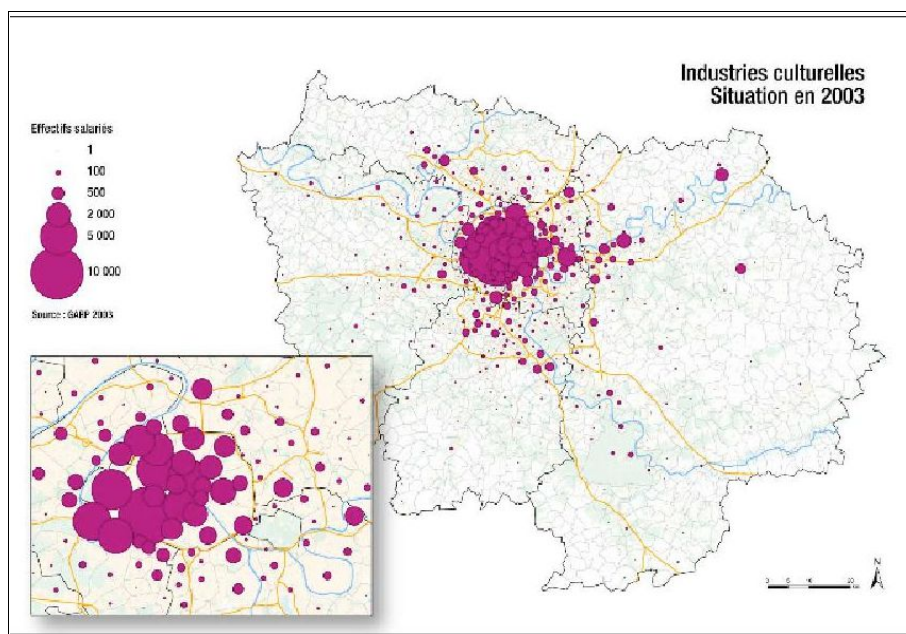 Industries culturelles
Situation en 2003
Effectifs salariés
1
100
500
2 000
5 000
10 000
Source : GARP 2003
N